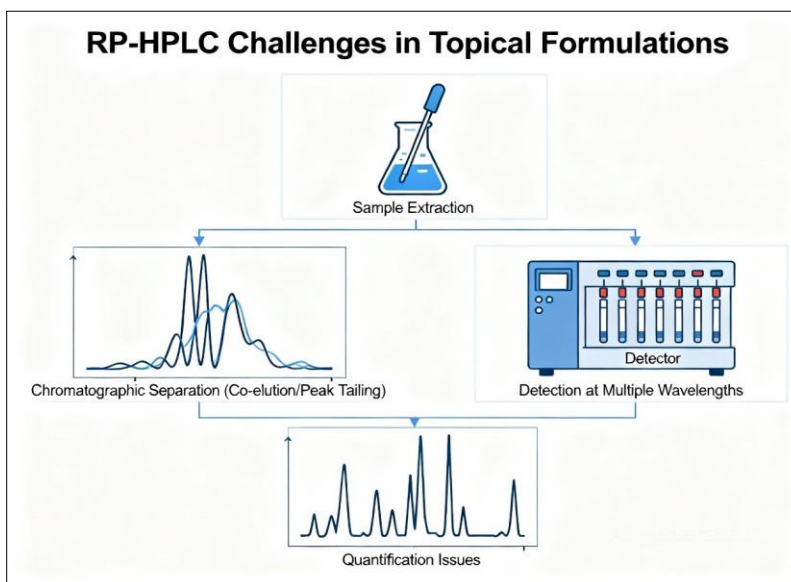 RP-HPLC Challenges in Topical Formulations
Sample Extraction
Detector
Chromatographic Separation (Co-elution/Peak Tailing)
Detection at Multiple Wavelengths
Quantification Issues